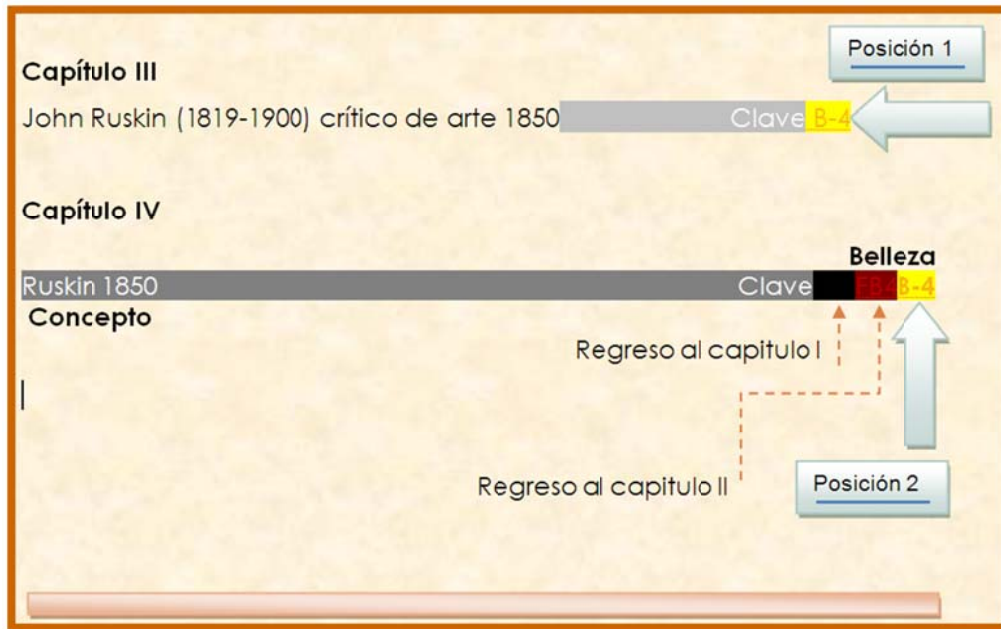 Posición 1
Capítulo III
John Ruskin (1819-1900) crítico de arte 1850 Clave B-4
Capítulo IV
Belleza
Ruskin 1850 Clave FB4 B-4
Concepto
Regreso al capitulo I
Regreso al capitulo II
Posición 2